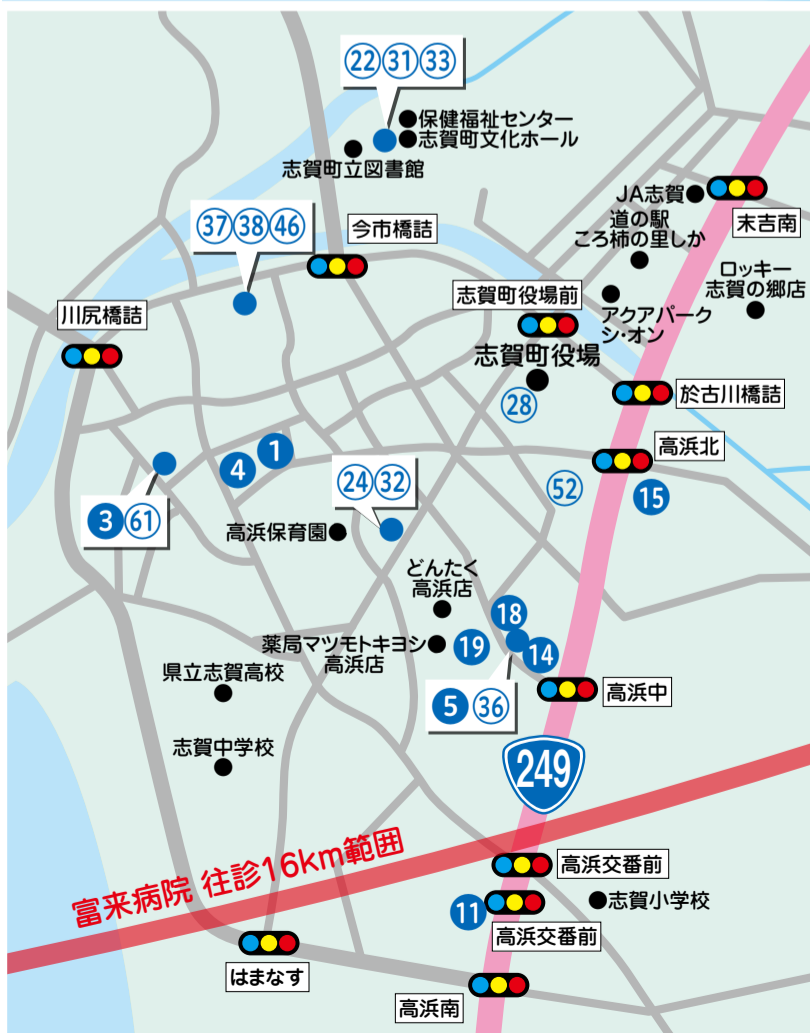 22 31 33
保健福祉センター
志賀町文化ホール
志賀町立図書館
JA志賀
末吉南
道の駅
ころ柿の里しか
37 38 46
今市橋詰
ロッキー
志賀の郷店
志賀町役場前
アクアパーク
シ・オン
川尻橋詰
志賀町役場
28
於古川橋詰
高浜北
1
4
24 32
52
15
3 61
高浜保育園
どんたく
高浜店
18
薬局マツモトキヨシ
高浜店
19
14
県立志賀高校
5 36
高浜中
志賀中学校
249
富来病院 往診16km範囲
高浜交番前
11
志賀小学校
高浜交番前
はまなす
高浜南